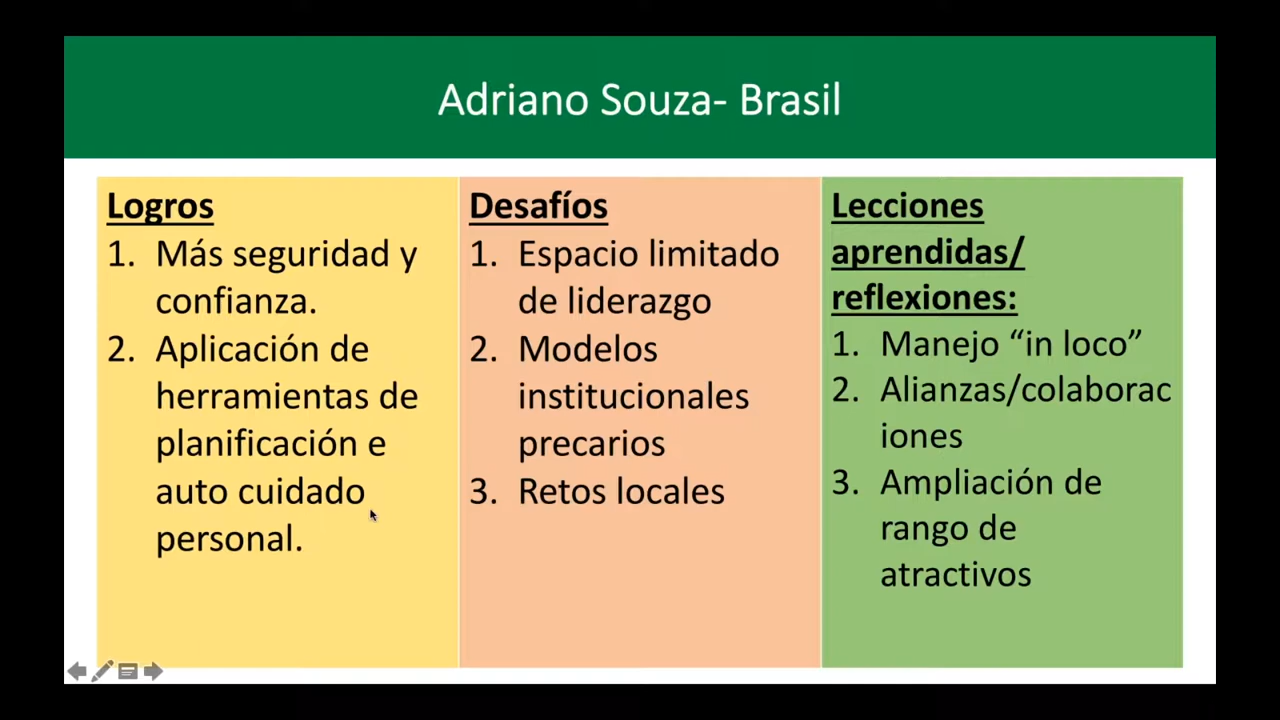 Adriano Souza- Brasil
Logros
1. Más seguridad y
confianza.
2. Aplicación de
herramientas de
planificación e
auto cuidado
personal.
Desafíos
1. Espacio limitado
de liderazgo
2. Modelos
institucionales
precarios
3. Retos locales
Lecciones
aprendidas/
reflexiones:
1. Manejo “in loco”
2. Alianzas/colaborac
iones
3. Ampliación de
rango de
atractivos